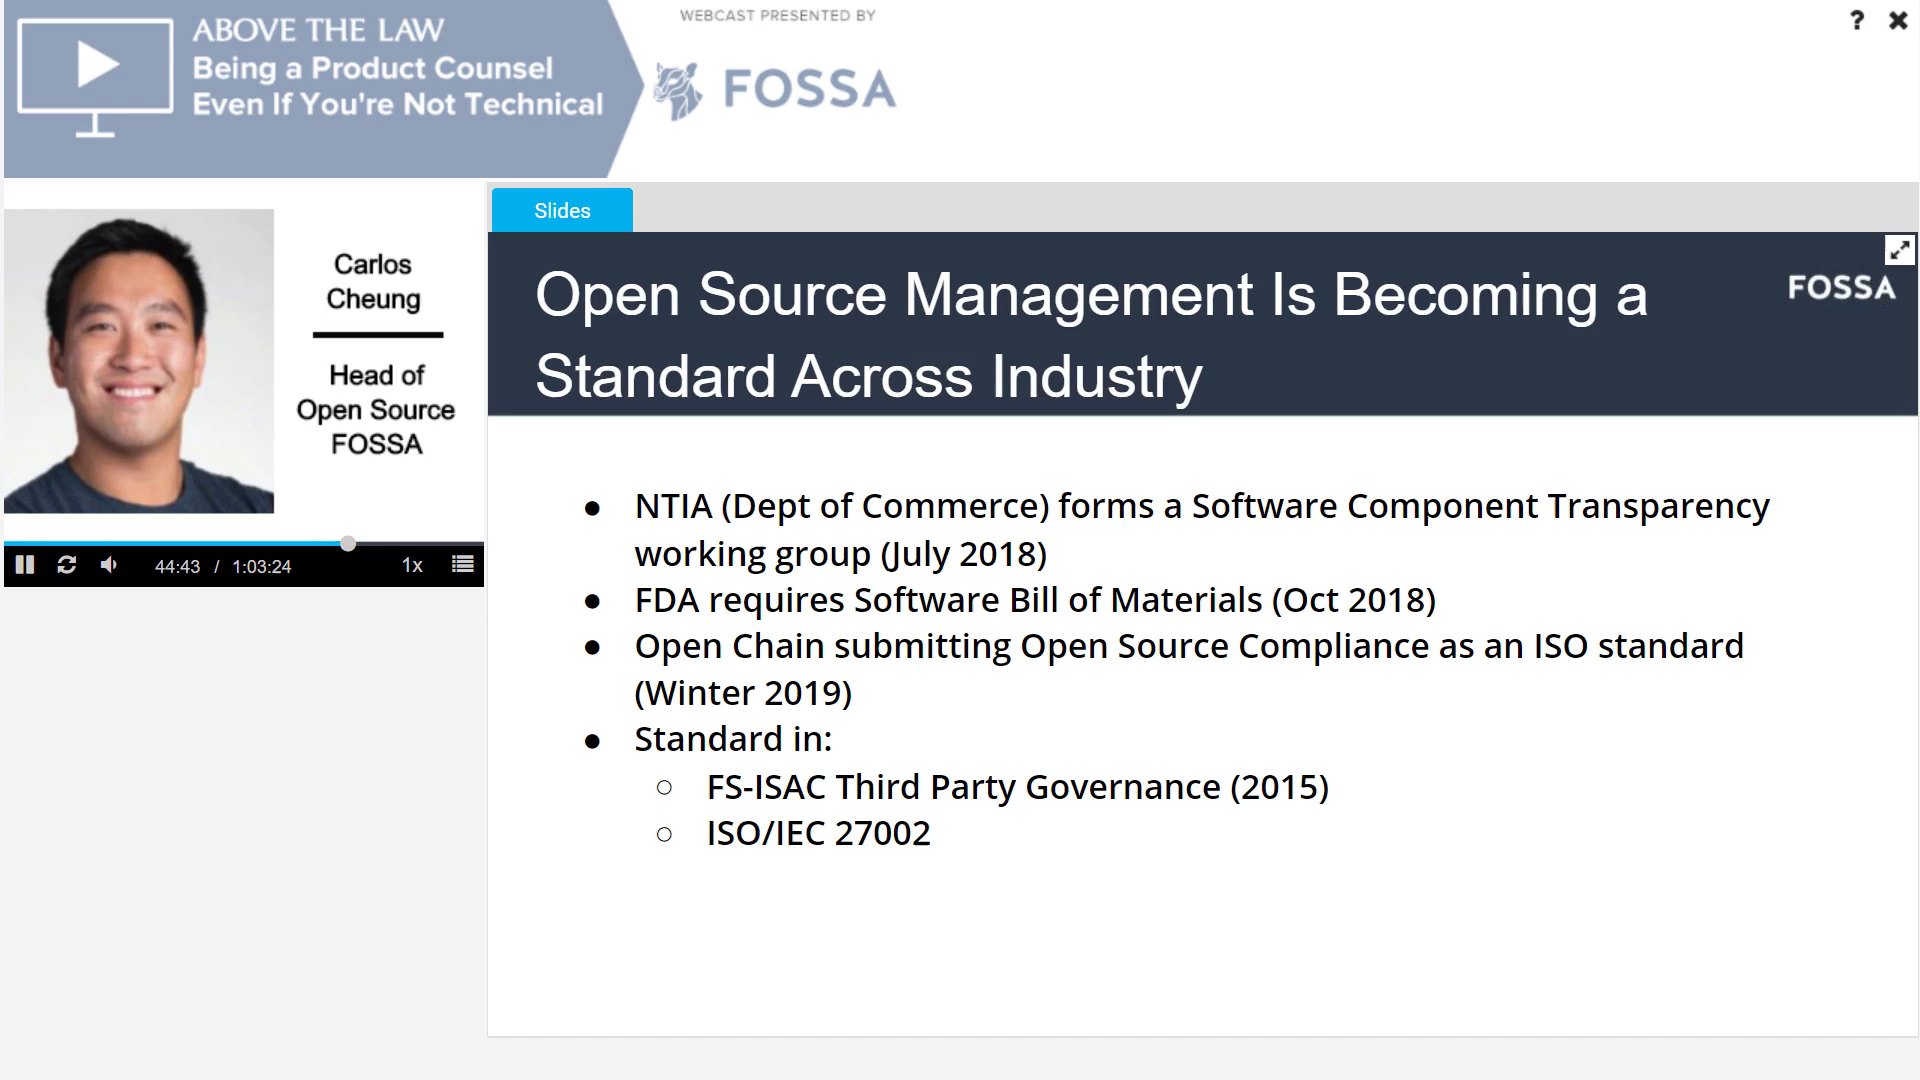 ABOVE THE LAW
Being a Product Counsel
Even If You're Not Technical
WEBCAST PRESENTED BY
FOSSA
?
Carlos
Cheung
Head of
Open Source
FOSSA
44:43 / 1:03:24
1x
Slides
Open Source Management Is Becoming a
Standard Across Industry
FOSSA
● NTIA (Dept of Commerce) forms a Software Component Transparency
working group (July 2018)
● FDA requires Software Bill of Materials (Oct 2018)
● Open Chain submitting Open Source Compliance as an ISO standard
(Winter 2019)
● Standard in:
○ FS-ISAC Third Party Governance (2015)
○ ISO/IEC 27002